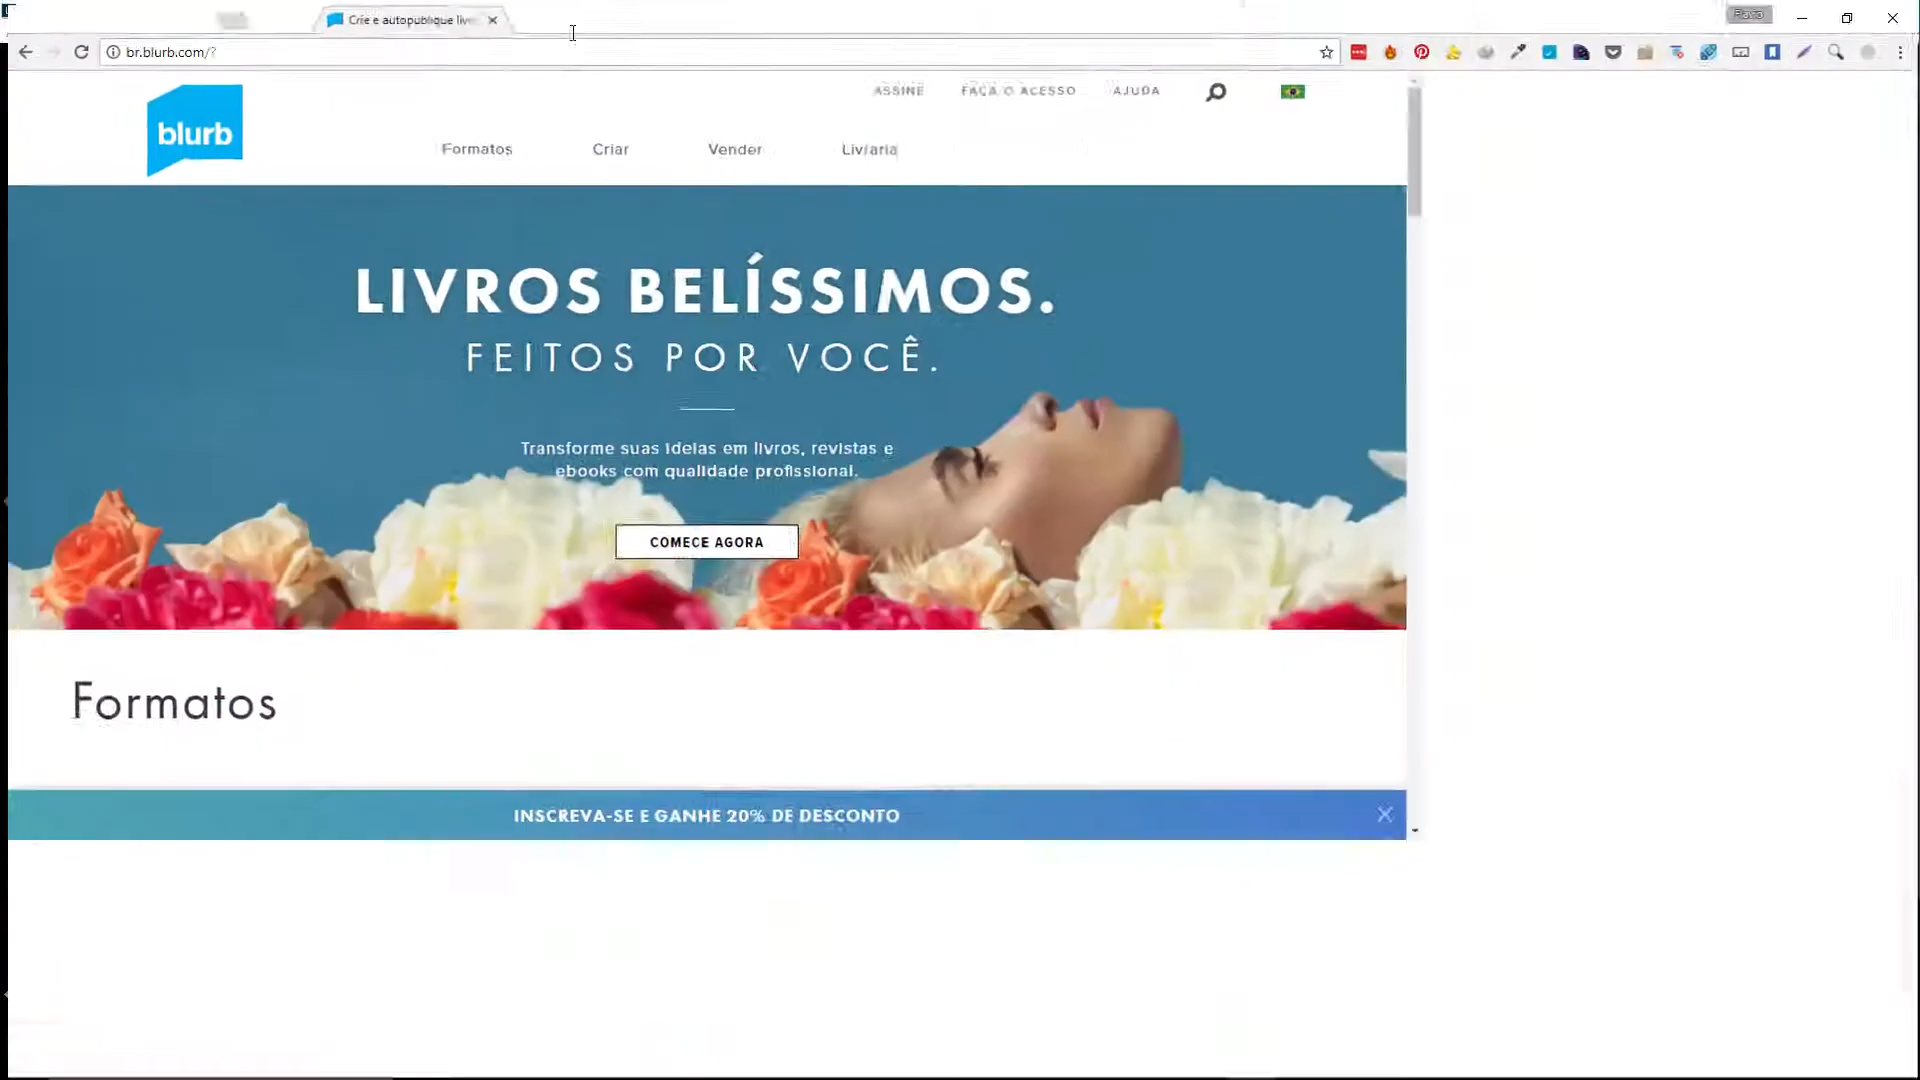 Crie e autopublique livr
br.blurb.com/?
ASSINE FAÇA O ACESSO AJUDA
blurb
Formatos Criar Vender Livraria
LIVROS BELÍSSIMOS.
FEITOS POR VOCÊ.
Transforme suas ideias em livros, revistas e
ebooks com qualidade profissional.
COMECE AGORA
Formatos
INSCREVA-SE E GANHE 20% DE DESCONTO